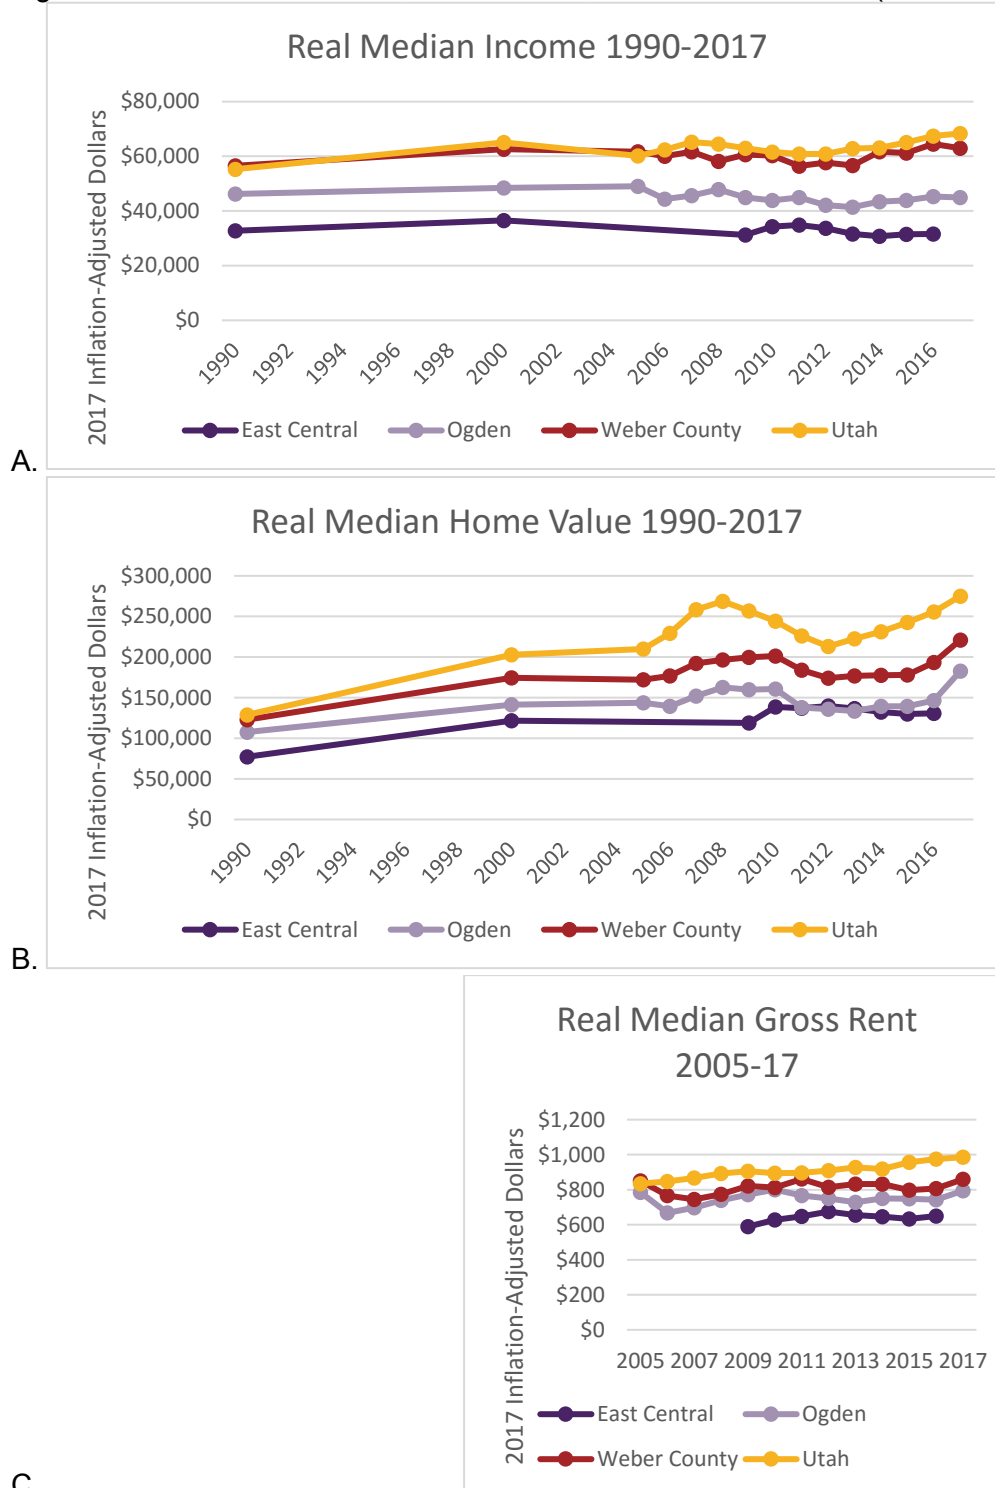 Real Median Income 1990-2017
2017 Inflation-Adjusted Dollars
$80,000
$60,000
$40,000
$20,000
$0
1990 1992 1994 1996 1998 2000 2002 2004 2006 2008 2010 2012 2014 2016
East Central Ogden Weber County Utah
A.
Real Median Home Value 1990-2017
2017 Inflation-Adjusted Dollars
$300,000
$250,000
$200,000
$150,000
$100,000
$50,000
$0
1990 1992 1994 1996 1998 2000 2002 2004 2006 2008 2010 2012 2014 2016
East Central Ogden Weber County Utah
B.
Real Median Gross Rent
2005-17
2017 Inflation-Adjusted Dollars
$1,200
$1,000
$800
$600
$400
$200
$0
2005 2007 2009 2011 2013 2015 2017
East Central Ogden
Weber County Utah
C